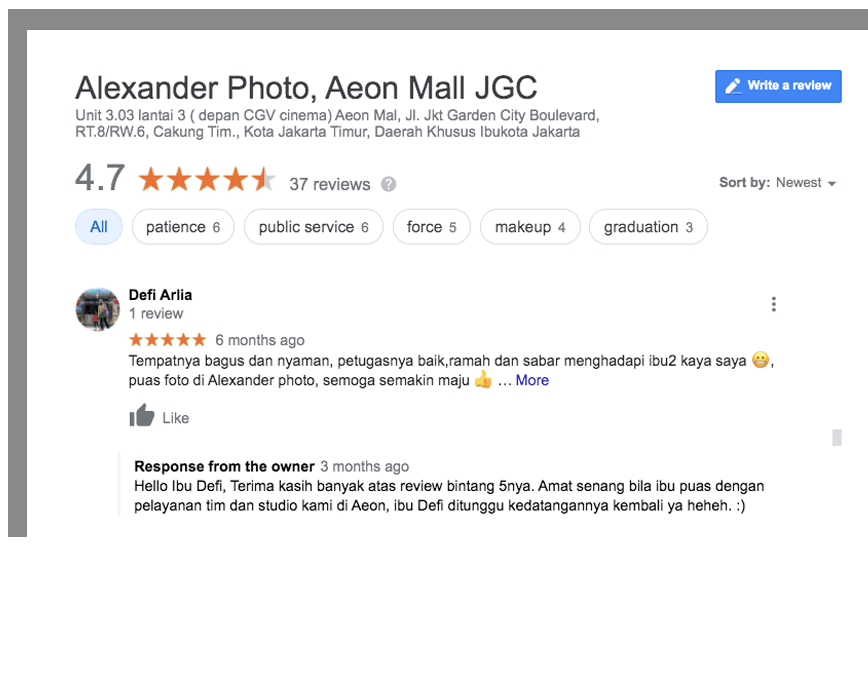 Alexander Photo, Aeon Mall JGC
Write a review
Unit 3.03 lantai 3 ( depan CGV cinema) Aeon Mal, Jl. Jkt Garden City Boulevard,
RT.8/RW.6, Cakung Tim., Kota Jakarta Timur, Daerah Khusus Ibukota Jakarta
4.7 37 reviews ?
Sort by: Newest
All patience 6 public service 6 force 5 makeup 4 graduation 3
Defi Arlia
1 review
6 months ago
Tempatnya bagus dan nyaman, petugasnya baik,ramah dan sabar menghadapi ibu2 kaya saya 😬,
puas foto di Alexander photo, semoga semakin maju 👍 … More
Like
Response from the owner 3 months ago
Hello Ibu Defi, Terima kasih banyak atas review bintang 5nya. Amat senang bila ibu puas dengan
pelayanan tim dan studio kami di Aeon, ibu Defi ditunggu kedatangannya kembali ya heheh. :)